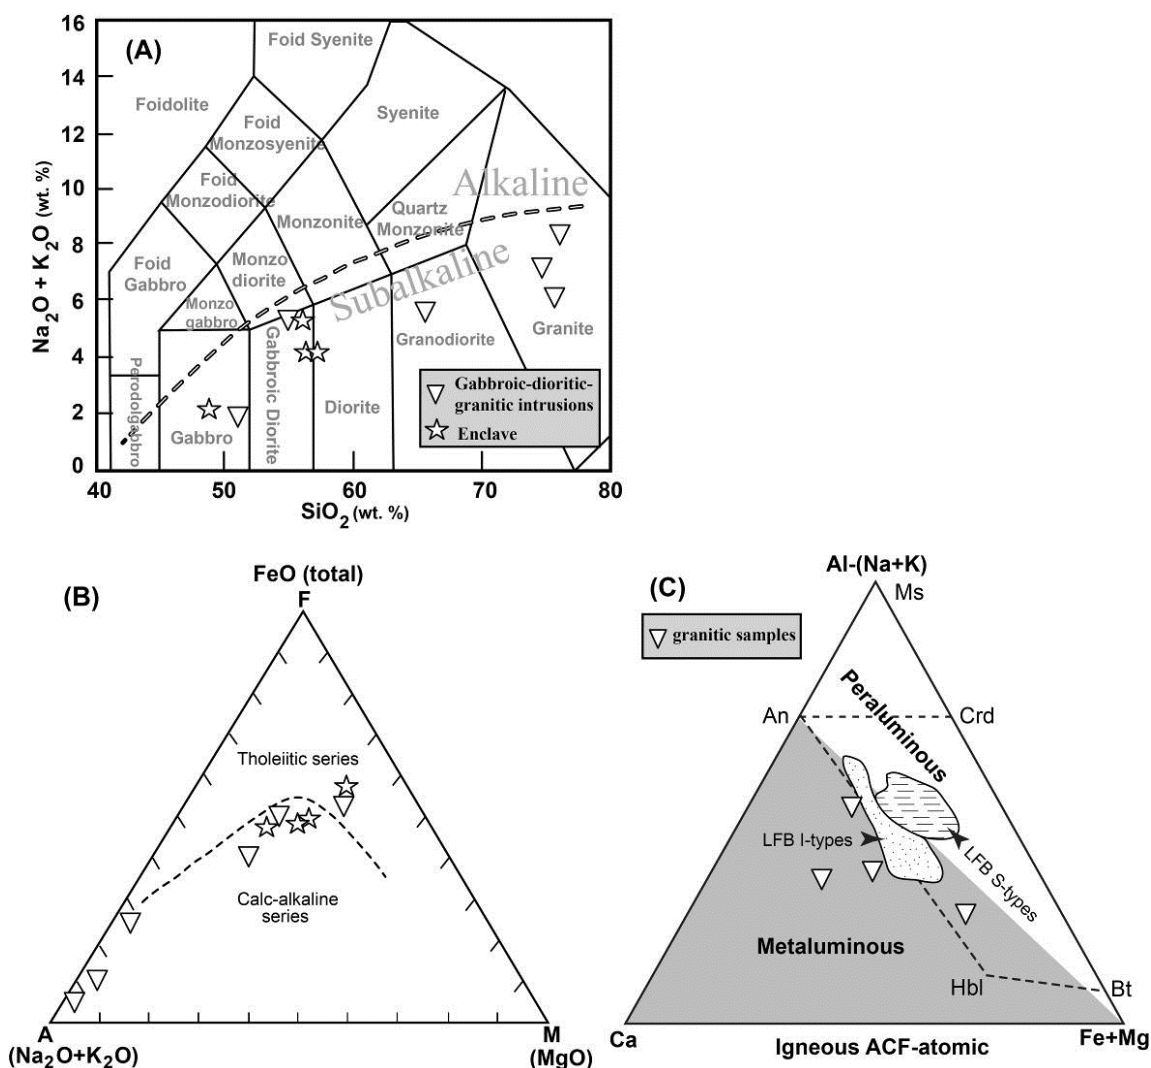 (A)
16
14
12
10
8
6
4
2
0
Na2O + K2O (wt. %)
40
50
60
70
80
SiO2 (wt. %)
Foid Syenite
Foidolite
Syenite
Foid
Monzosyenite
Alkaline
Foid
Monzodiorite
Quartz
Monzonite
Monzonite
Foid
Gabbro
Monzo
diorite
Subalkaline
Monzo
gabbro
Granodiorite
Granite
Perodolgabbro
Gabbro
Gabbroic Diorite
Diorite
Gabbroic-dioritic-
granitic intrusions
Enclave
(B)
FeO (total)
F
Tholeiitic series
Calc-alkaline
series
A
(Na2O+K2O)
M
(MgO)
(C)
Al-(Na+K)
Ms
granitic samples
Peraluminous
An
Crd
LFB I-types
LFB S-types
Metaluminous
Hbl
Bt
Ca
Fe+Mg
Igneous ACF-atomic